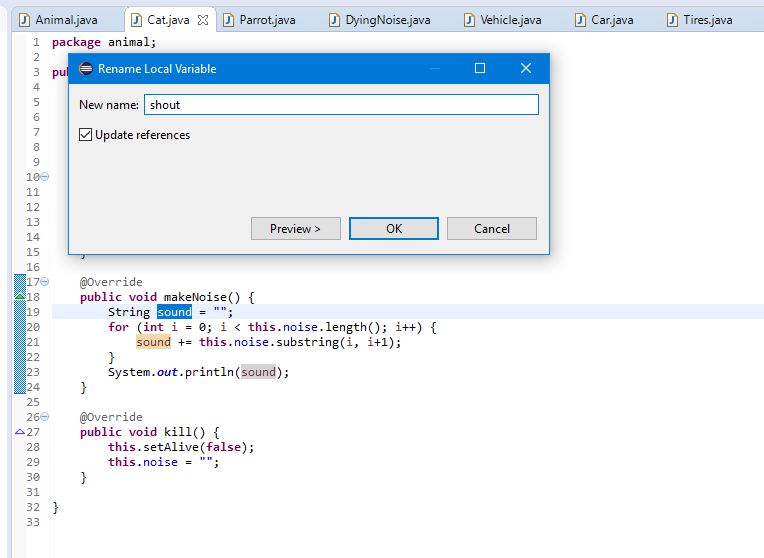 Animal.java Cat.java Parrot.java DyingNoise.java Vehicle.java Car.java Tires.java
1 package animal;
2
3 pu
Rename Local Variable
4
New name: shout
5
6
7
Update references
8
9
10
11
12
13
Preview > OK Cancel
14
15 }
16
17 @Override
18 public void makeNoise() {
19 String sound = "";
20 for (int i = 0; i < this.noise.length(); i++) {
21 sound += this.noise.substring(i, i+1);
22 }
23 System.out.println(sound);
24 }
25
26 @Override
27 public void kill() {
28 this.setAlive(false);
29 this.noise = "";
30 }
31
32 }
33